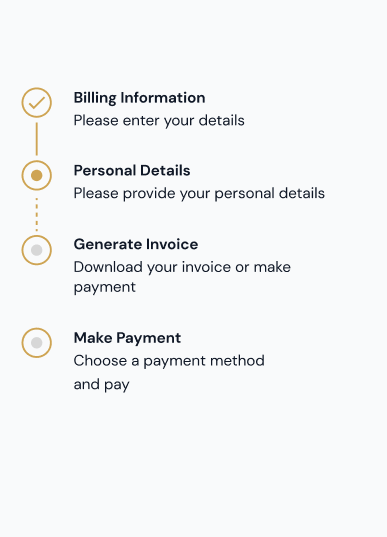 Billing Information
Please enter your details
Personal Details
Please provide your personal details
Generate Invoice
Download your invoice or make
payment
Make Payment
Choose a payment method
and pay